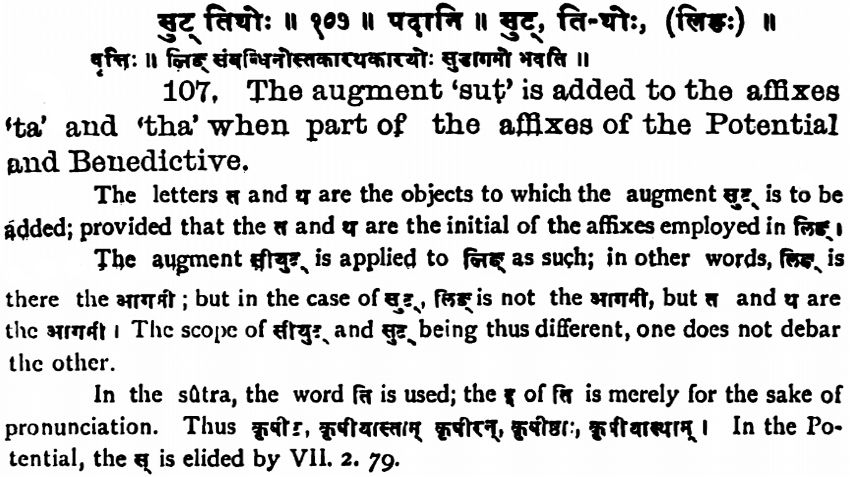 सुट् तिथोः ॥ १०७ ॥ पदानि ॥ सुट्, ति-थोः, (लिङः) ॥
वृत्तिः ॥ लिङ् संबन्धिनोस्तकारथकारयोः सुडागमो भवति ॥
107. The augment 'suṭ' is added to the affixes
'ta' and 'tha' when part of the affixes of the Potential
and Benedictive.
The letters त and थ are the objects to which the augment सुट् is to be
added; provided that the त and थ are the initial of the affixes employed in लिङ् ।
The augment सीयुट् is applied to लिङ् as such; in other words, लिङ् is
there the आगमी ; but in the case of सुट्, लिङ् is not the आगमी, but त and थ are
the आगमी । The scope of सीयुट् and सुट् being thus different, one does not debar
the other.
In the sûtra, the word ति is used; the इ of ति is merely for the sake of
pronunciation. Thus कृषीयास्ताम् कृषीरन्, कृषीष्ठाः, कृषीयास्थाम् । In the Po-
tential, the स् is elided by VII. 2. 79.